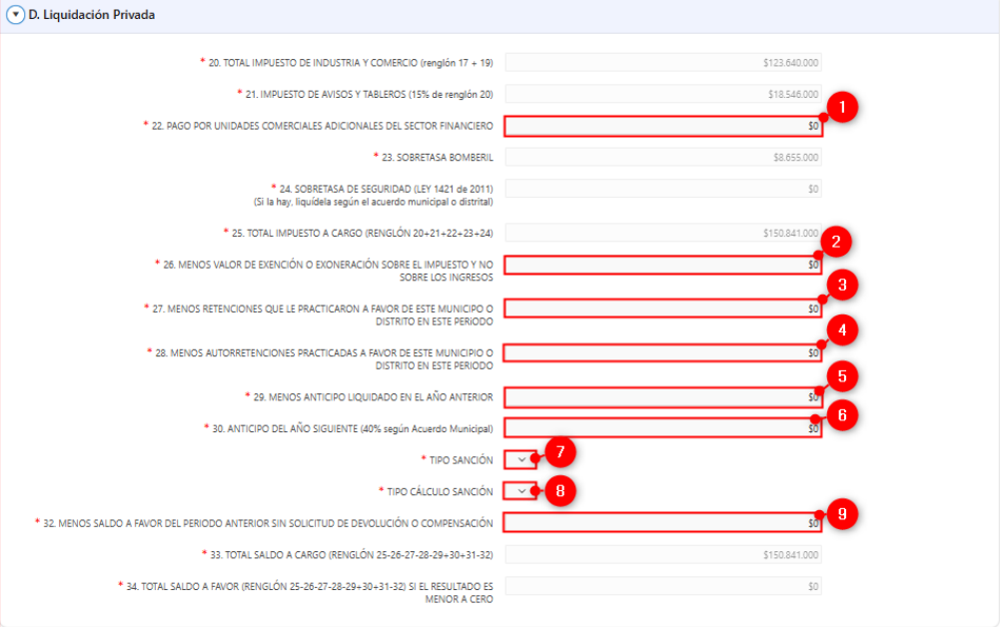 D. Liquidación Privada
* 20. TOTAL IMPUESTO DE INDUSTRIA Y COMERCIO (renglón 17 + 19) $123.640.000
* 21. IMPUESTO DE AVISOS Y TABLEROS (15% de renglón 20) $18.546.000
1
* 22. PAGO POR UNIDADES COMERCIALES ADICIONALES DEL SECTOR FINANCIERO $0
* 23. SOBRETASA BOMBERIL $8.655.000
* 24. SOBRETASA DE SEGURIDAD (LEY 1421 de 2011) $0
(Si la hay, liquídela según el acuerdo municipal o distrital)
* 25. TOTAL IMPUESTO A CARGO (RENGLÓN 20+21+22+23+24) $150.841.000
2
* 26. MENOS VALOR DE EXENCIÓN O EXONERACIÓN SOBRE EL IMPUESTO Y NO $0
SOBRE LOS INGRESOS
3
* 27. MENOS RETENCIONES QUE LE PRACTICARON A FAVOR DE ESTE MUNICIPO O $0
DISTRITO EN ESTE PERIODO
4
* 28. MENOS AUTORRETENCIONES PRACTICADAS A FAVOR DE ESTE MUNICIPIO O $0
DISTRITO EN ESTE PERIODO
5
* 29. MENOS ANTICIPO LIQUIDADO EN EL AÑO ANTERIOR $0
6
* 30. ANTICIPO DEL AÑO SIGUIENTE (40% según Acuerdo Municipal) $0
* TIPO SANCIÓN 7
* TIPO CÁLCULO SANCIÓN 8
* 32. MENOS SALDO A FAVOR DEL PERIODO ANTERIOR SIN SOLICITUD DE DEVOLUCIÓN O COMPENSACIÓN $0 9
* 33. TOTAL SALDO A CARGO (RENGLÓN 25-26-27-28-29+30+31-32) $150.841.000
* 34. TOTAL SALDO A FAVOR (RENGLÓN 25-26-27-28-29+30+31-32) SI EL RESULTADO ES $0
MENOR A CERO